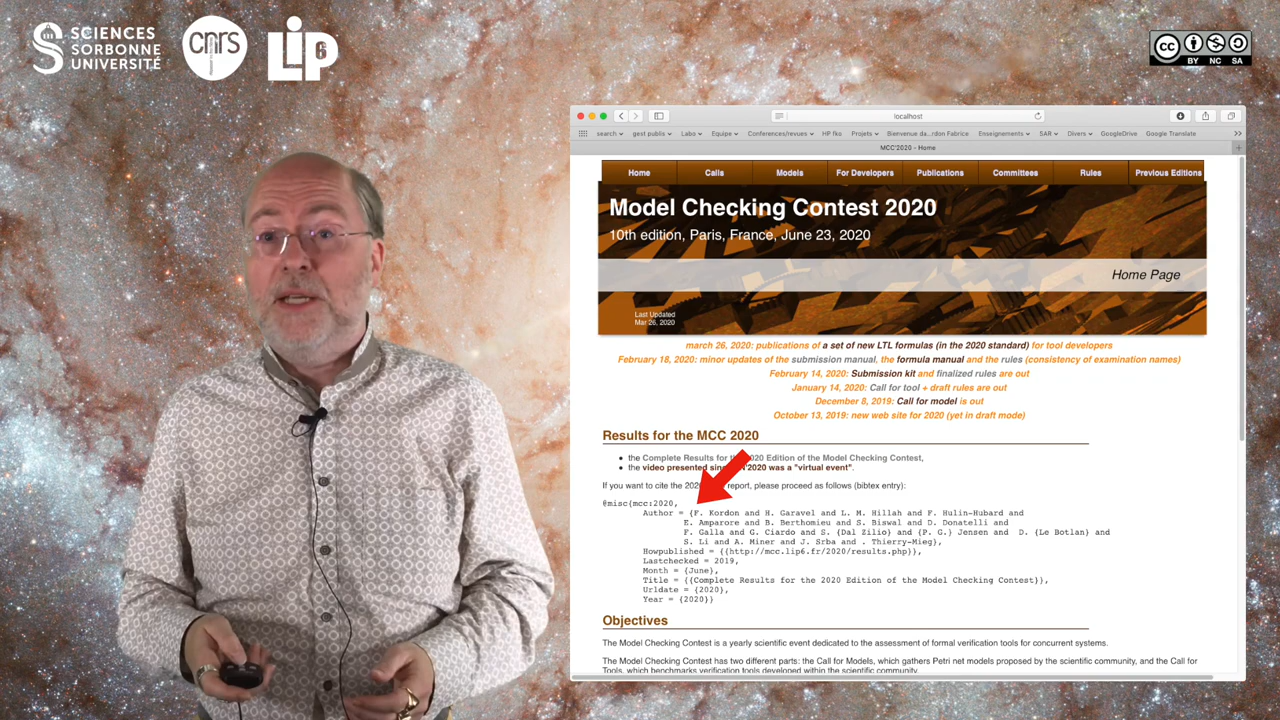 SCIENCES
SORBONNE
UNIVERSITÉ
cnrs
LIP6
cc
BY NC SA
localhost
search gest publis Labo Equipe Conferences/revues HP fko Projets Bienvenue da...rdon Fabrice Enseignements SAR Divers GoogleDrive Google Translate
MCC'2020 - Home
Home Calls Models For Developers Publications Committees Rules Previous Editions
Model Checking Contest 2020
10th edition, Paris, France, June 23, 2020
Home Page
Last Updated
Mar 26, 2020
march 26, 2020: publications of a set of new LTL formulas (in the 2020 standard) for tool developers
February 18, 2020: minor updates of the submission manual, the formula manual and the rules (consistency of examination names)
February 14, 2020: Submission kit and finalized rules are out
January 14, 2020: Call for tool + draft rules are out
December 8, 2019: Call for model is out
October 13, 2019: new web site for 2020 (yet in draft mode)
Results for the MCC 2020
the Complete Results for 2020 Edition of the Model Checking Contest,
the video presented 2020 was a "virtual event".
If you want to cite the report, please proceed as follows (bibtex entry):
@misc{mcc:2020,
Author = {F. Kordon and H. Garavel and L. M. Hillah and F. Hulin-Hubard and
E. Amparore and B. Berthomieu and S. Biswal and D. Donatelli and
F. Galla and G. Ciardo and S. {Dal Zilio} and {P. G.} Jensen and D. {Le Botlan} and
S. Li and A. Miner and J. Srba and . Thierry-Mieg},
Howpublished = {{http://mcc.lip6.fr/2020/results.php}},
Lastchecked = 2019,
Month = {June},
Title = {{Complete Results for the 2020 Edition of the Model Checking Contest}},
Urldate = {2020},
Year = {2020}}
Objectives
The Model Checking Contest is a yearly scientific event dedicated to the assessment of formal verification tools for concurrent systems.
The Model Checking Contest has two different parts: the Call for Models, which gathers Petri net models proposed by the scientific community, and the Call for
Tools, which benchmarks verification tools developed within the scientific community.